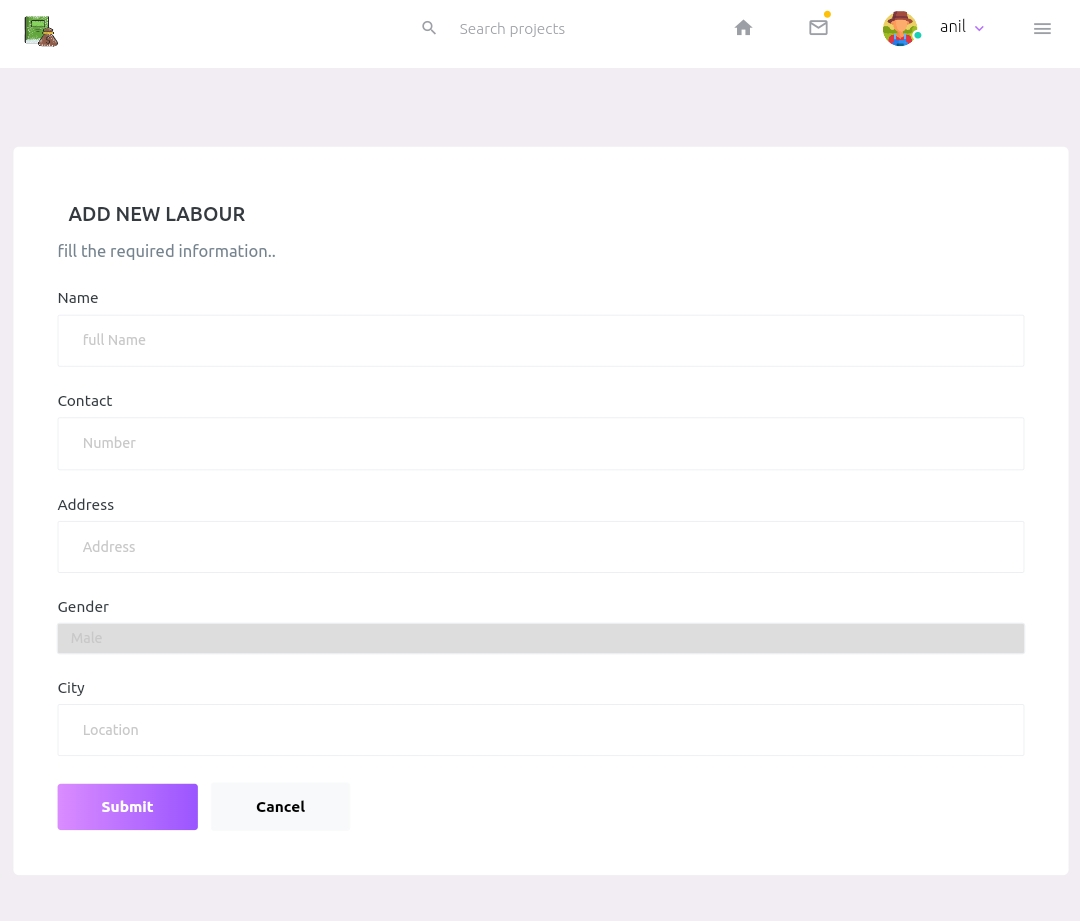 Search projects
anil
ADD NEW LABOUR
fill the required information..
Name
full Name
Contact
Number
Address
Address
Gender
Male
City
Location
Submit Cancel